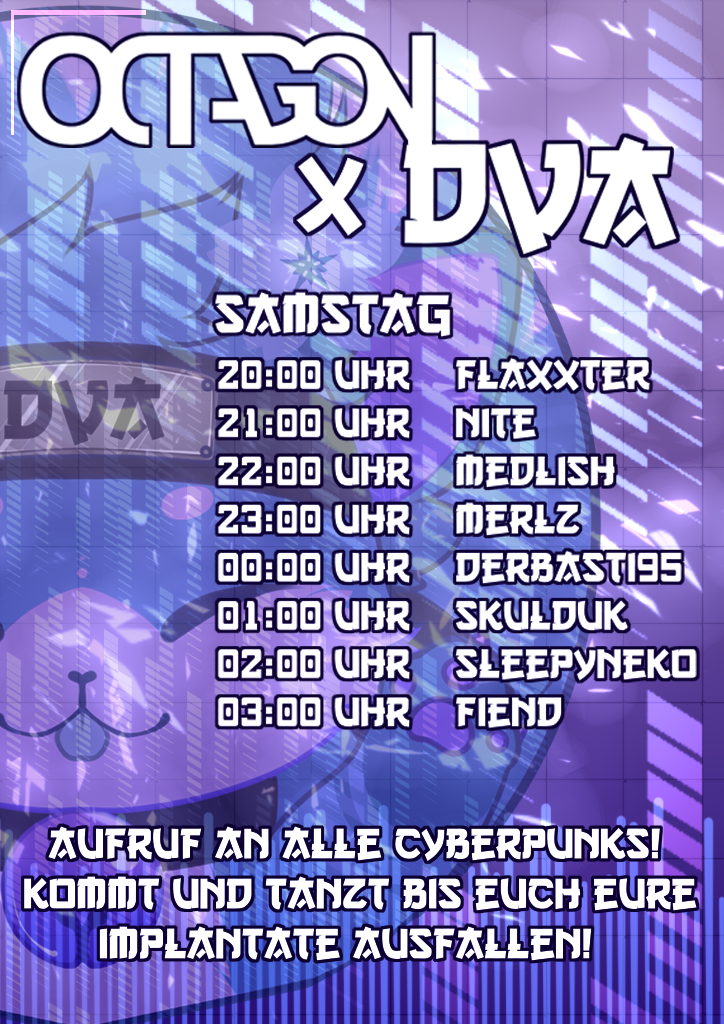 OCTAGON
X DVA
SAMSTAG
20:00 UHR FLAXXTER
21:00 UHR NITE
DVA
22:00 UHR MEDLISH
23:00 UHR MERLZ
00:00 UHR DERBASTI95
01:00 UHR SKULDUK
02:00 UHR SLEEPYNEKO
03:00 UHR FIEND
AUFRUF AN ALLE CYBERPUNKS!
KOMMT UND TANZT BIS EUCH EURE
IMPLANTATE AUSFALLEN!